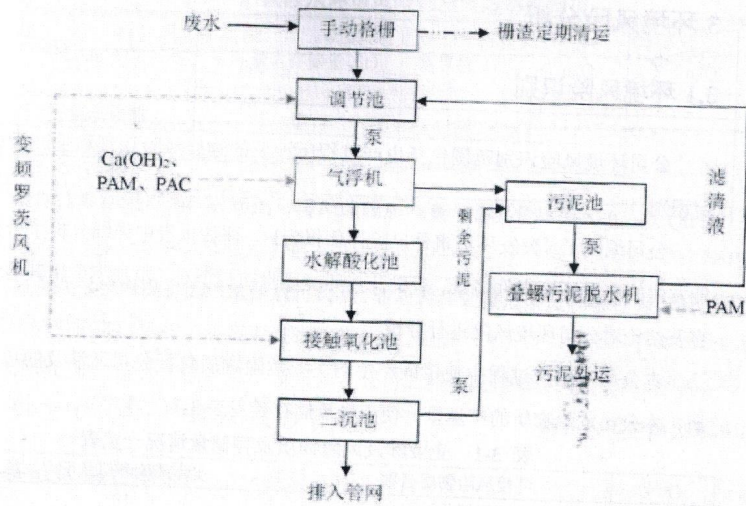 废水
手动格栅
栅渣定期清运
调节池
泵
变频罗茨风机
Ca(OH)₂、
PAM、PAC
气浮机
污泥池
滤清液
剩余污泥
泵
水解酸化池
叠螺污泥脱水机
PAM
接触氧化池
污泥外运
泵
二沉池
排入管网